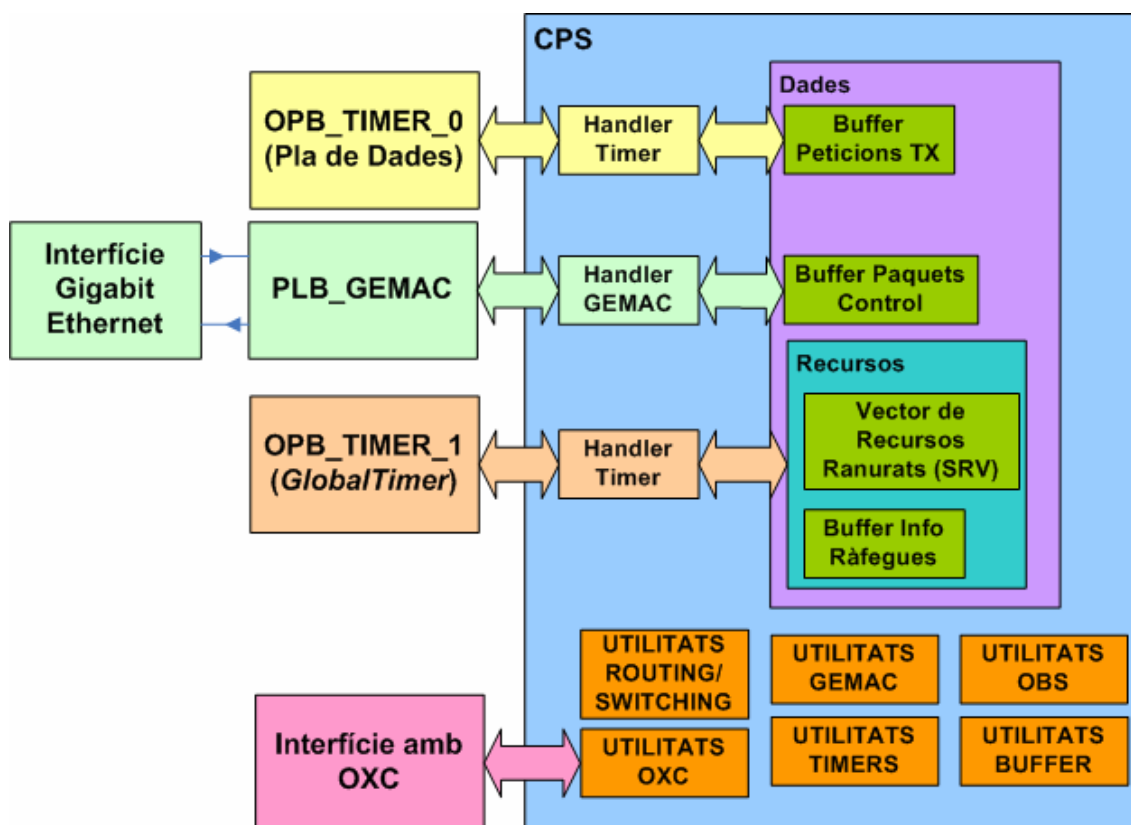 CPS
OPB_TIMER_0
(Pla de Dades)
Handler
Timer
Dades
Buffer
Peticions TX
Interfície
Gigabit
Ethernet
PLB_GEMAC
Handler
GEMAC
Buffer Paquets
Control
OPB_TIMER_1
(GlobalTimer)
Handler
Timer
Recursos
Vector de
Recursos
Ranurats (SRV)
Buffer Info
Ràfegues
UTILITATS
ROUTING/
SWITCHING
UTILITATS
GEMAC
UTILITATS
OBS
Interfície amb
OXC
UTILITATS
OXC
UTILITATS
TIMERS
UTILITATS
BUFFER